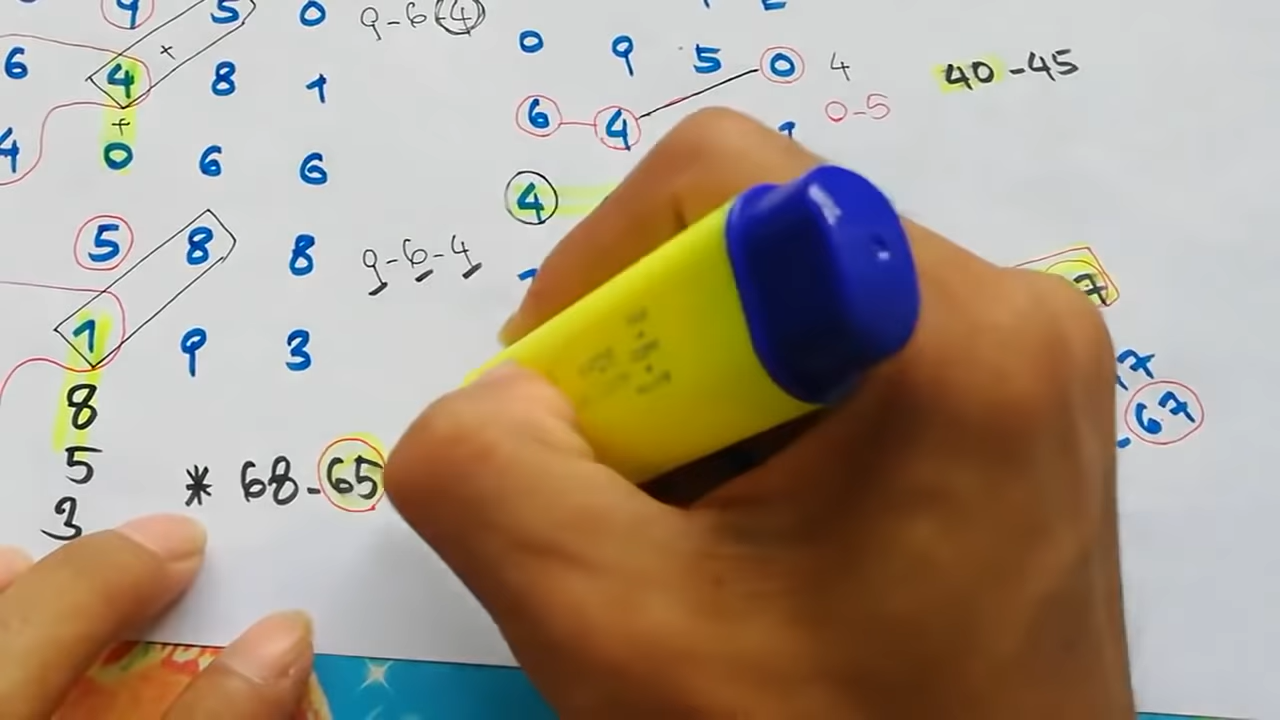 5 0 9-6-4
6 4 8 1
+
+
4 0 6 6
5 8 8 9-6-4
1 9 3
8
5
3
* 68-65
0 9 5 0 4
0-5
6 4 1
4
40-45
7
67